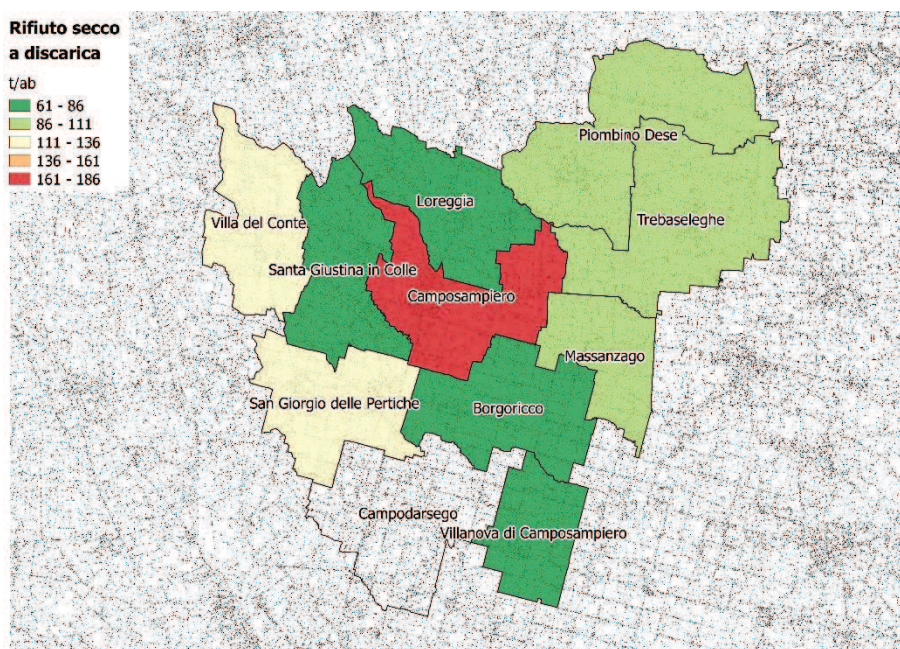 Rifiuto secco
a discarica
t/ab
61 - 86
86 - 111
111 - 136
136 - 161
161 - 186
Piombino Dese
Loreggia
Trebaseleghe
Villa del Conte
Santa Giustina in Colle
Camposampiero
Massanzago
San Giorgio delle Pertiche
Borgoricco
Campodarsego
Villanova di Camposampiero